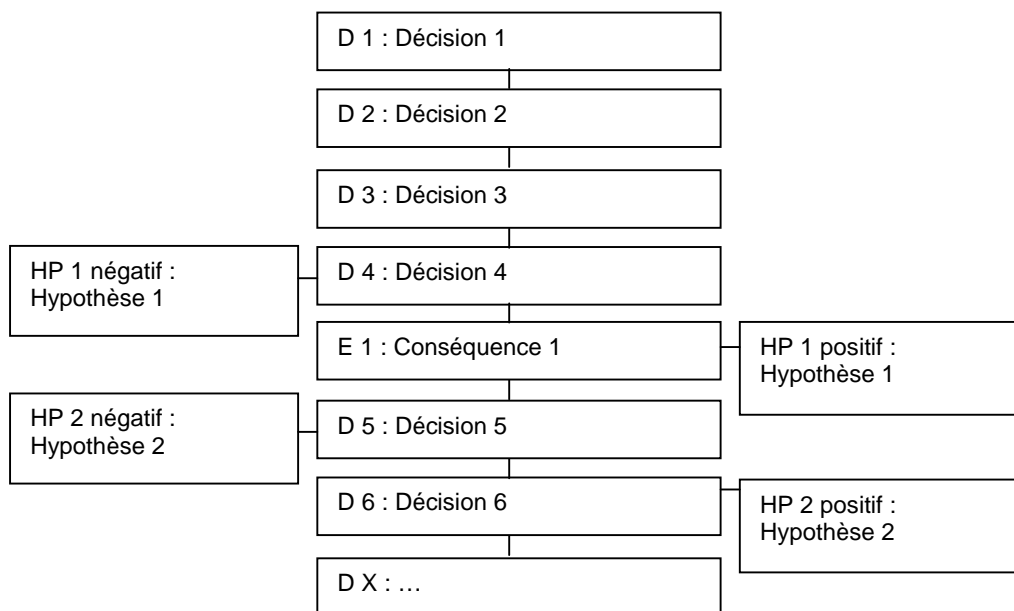 D 1 : Décision 1
D 2 : Décision 2
D 3 : Décision 3
HP 1 négatif :
Hypothèse 1
D 4 : Décision 4
E 1 : Conséquence 1
HP 1 positif :
Hypothèse 1
HP 2 négatif :
Hypothèse 2
D 5 : Décision 5
D 6 : Décision 6
HP 2 positif :
Hypothèse 2
D X : …